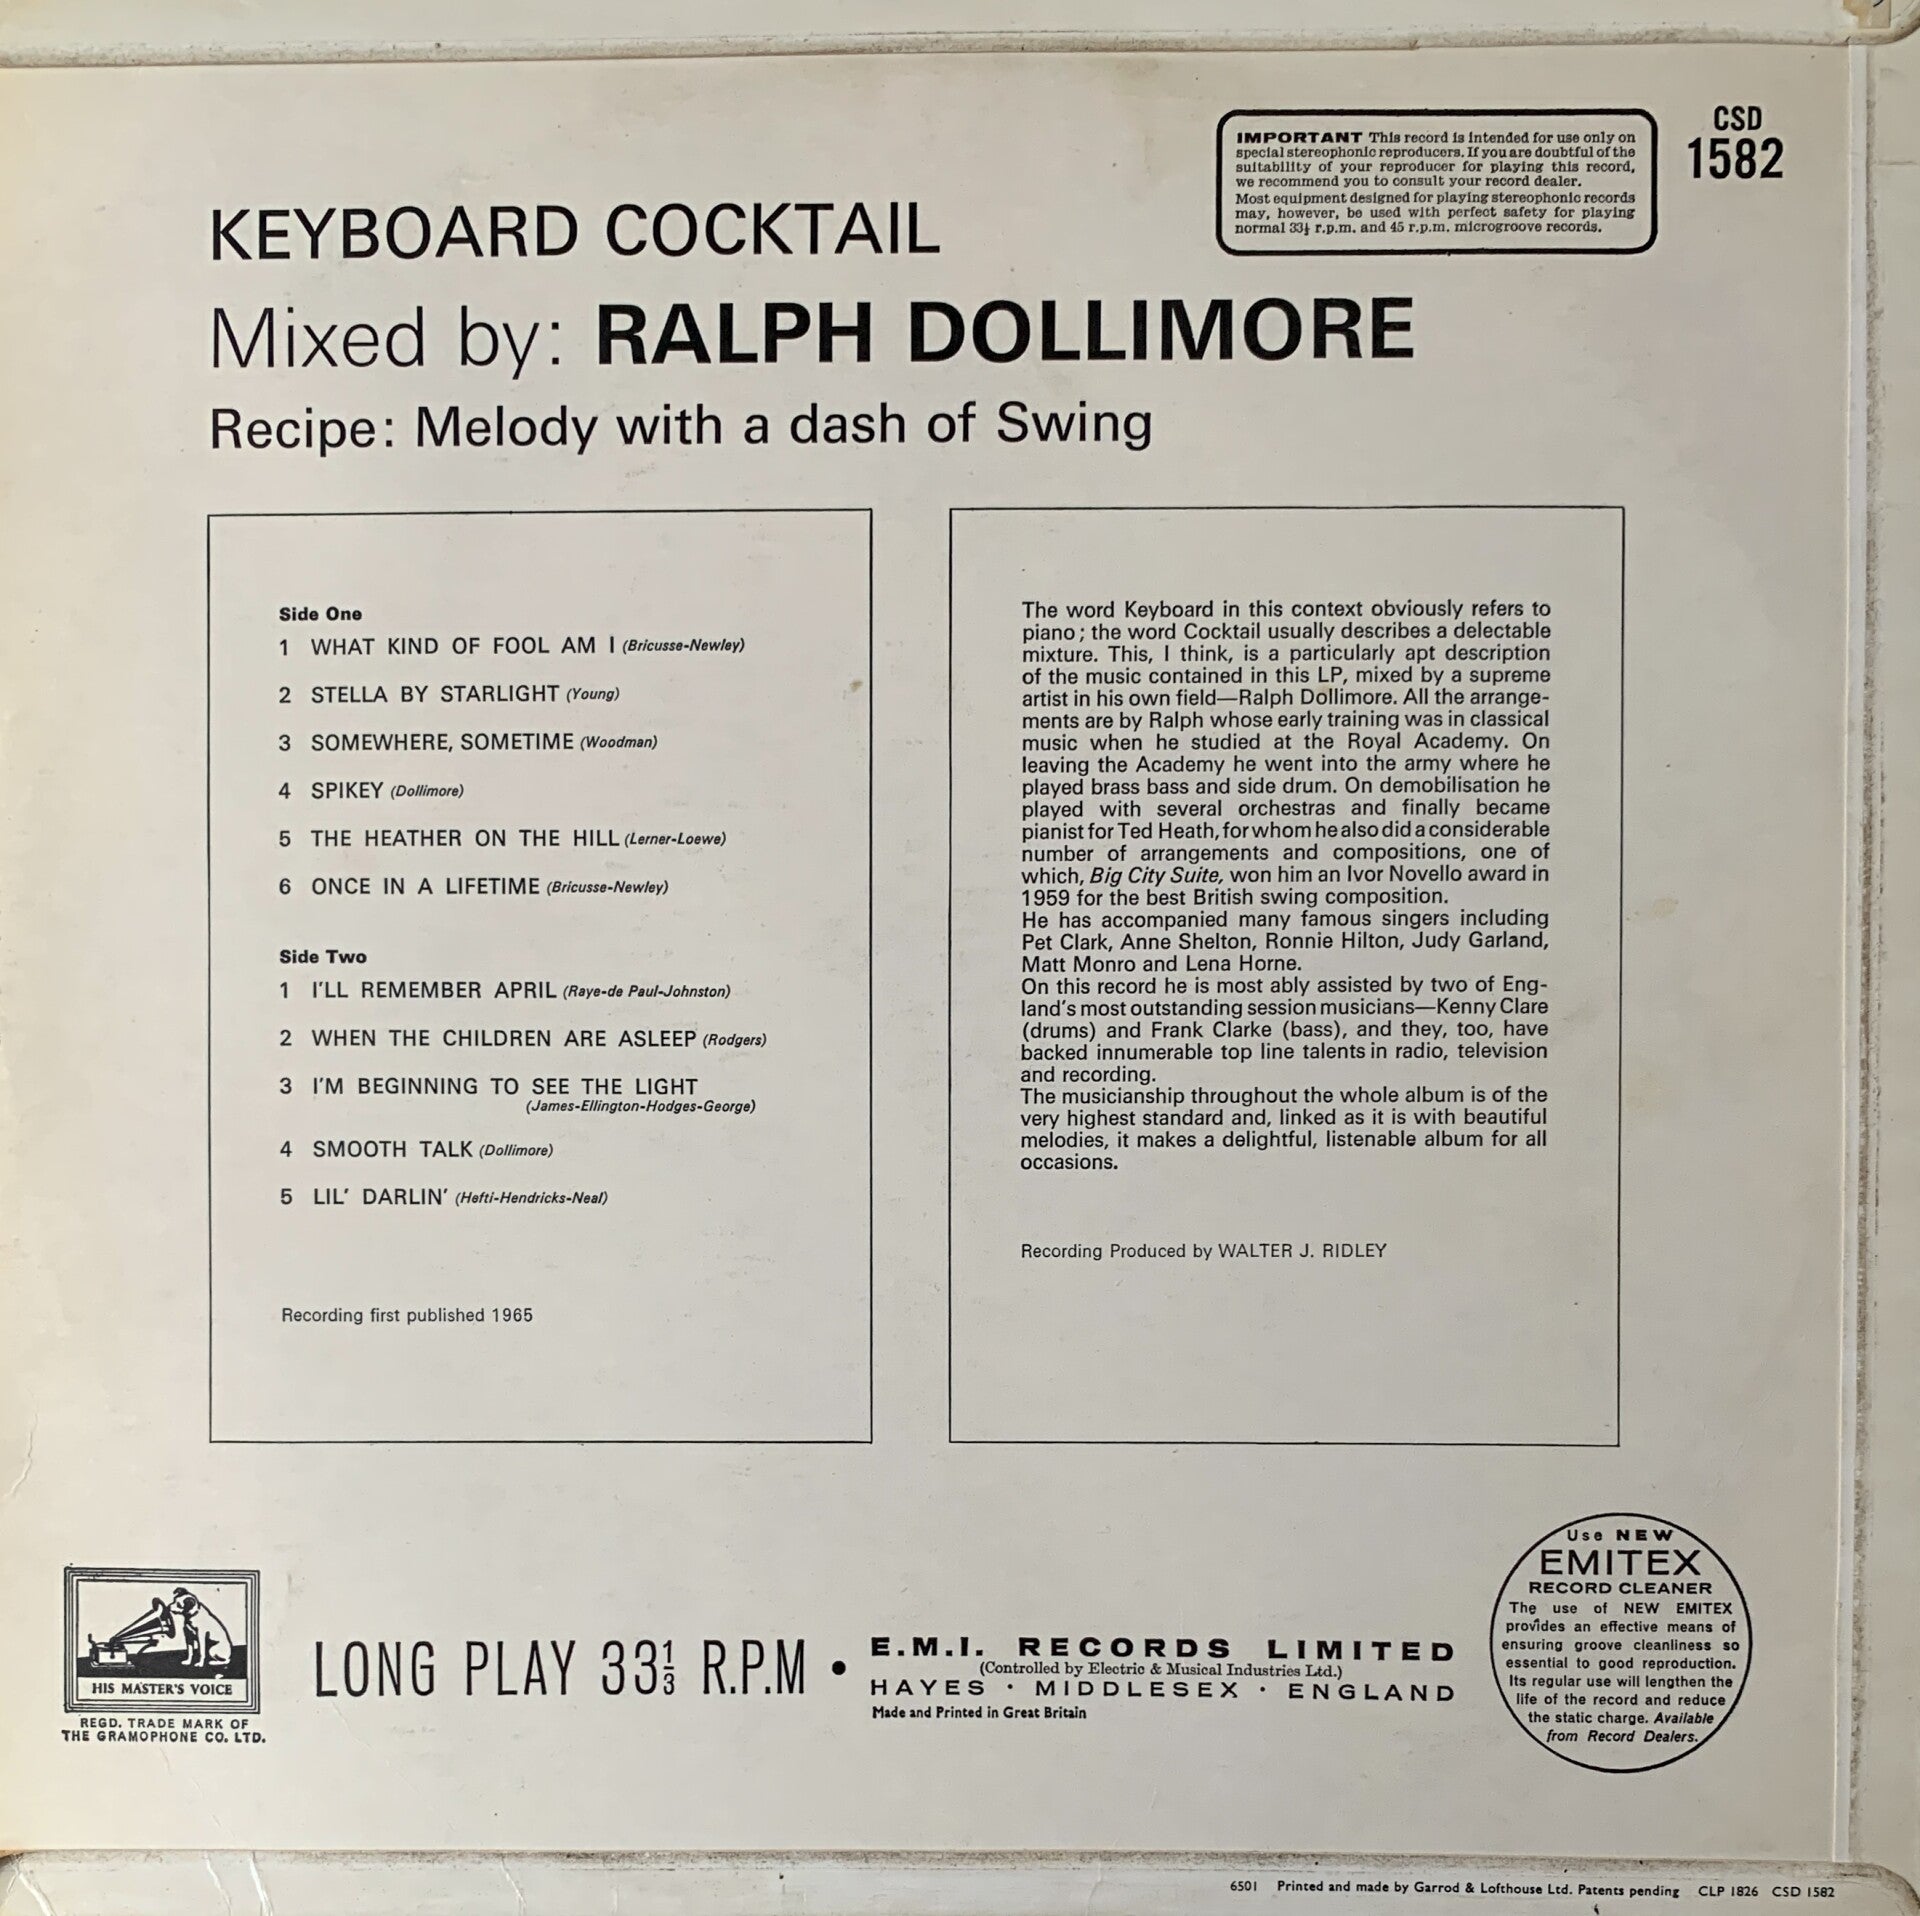 CSD
1582
IMPORTANT This record is intended for use only on
special stereophonic reproducers. If you are doubtful of the
suitability of your reproducer for playing this record,
we recommend you to consult your record dealer.
Most equipment designed for playing stereophonic records
may, however, be used with perfect safety for playing
normal 33⅓ r.p.m. and 45 r.p.m. microgroove records.
KEYBOARD COCKTAIL
Mixed by: RALPH DOLLIMORE
Recipe: Melody with a dash of Swing
Side One
1 WHAT KIND OF FOOL AM I (Bricusse-Newley)
2 STELLA BY STARLIGHT (Young)
3 SOMEWHERE, SOMETIME (Woodman)
4 SPIKEY (Dollimore)
5 THE HEATHER ON THE HILL (Lerner-Loewe)
6 ONCE IN A LIFETIME (Bricusse-Newley)
Side Two
1 I'LL REMEMBER APRIL (Raye-de Paul-Johnston)
2 WHEN THE CHILDREN ARE ASLEEP (Rodgers)
3 I'M BEGINNING TO SEE THE LIGHT
(James-Ellington-Hodges-George)
4 SMOOTH TALK (Dollimore)
5 LIL' DARLIN' (Hefti-Hendricks-Neal)
Recording first published 1965
The word Keyboard in this context obviously refers to
piano; the word Cocktail usually describes a delectable
mixture. This, I think, is a particularly apt description
of the music contained in this LP, mixed by a supreme
artist in his own field—Ralph Dollimore. All the arrange-
ments are by Ralph whose early training was in classical
music when he studied at the Royal Academy. On
leaving the Academy he went into the army where he
played brass bass and side drum. On demobilisation he
played with several orchestras and finally became
pianist for Ted Heath, for whom he also did a considerable
number of arrangements and compositions, one of
which, Big City Suite, won him an Ivor Novello award in
1959 for the best British swing composition.
He has accompanied many famous singers including
Pet Clark, Anne Shelton, Ronnie Hilton, Judy Garland,
Matt Monro and Lena Horne.
On this record he is most ably assisted by two of Eng-
land's most outstanding session musicians—Kenny Clare
(drums) and Frank Clarke (bass), and they, too, have
backed innumerable top line talents in radio, television
and recording.
The musicianship throughout the whole album is of the
very highest standard and, linked as it is with beautiful
melodies, it makes a delightful, listenable album for all
occasions.
Recording Produced by WALTER J. RIDLEY
HIS MASTER'S VOICE
REGD. TRADE MARK OF
THE GRAMOPHONE CO. LTD.
LONG PLAY 33⅓ R.P.M •
E.M.I. RECORDS LIMITED
(Controlled by Electric & Musical Industries Ltd.)
HAYES · MIDDLESEX · ENGLAND
Made and Printed in Great Britain
Use NEW
EMITEX
RECORD CLEANER
The use of NEW EMITEX
provides an effective means of
ensuring groove cleanliness so
essential to good reproduction.
Its regular use will lengthen the
life of the record and reduce
the static charge. Available
from Record Dealers.
6501 Printed and made by Garrod & Lofthouse Ltd. Patents pending CLP 1826 CSD 1582